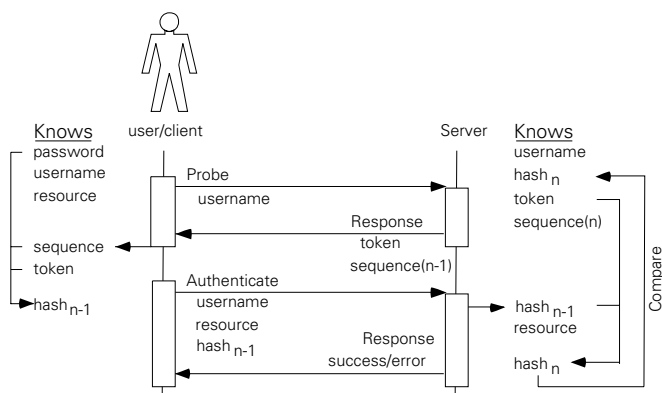 Knows
user/client
Server
Knows
password
username
resource
username
hash n
token
sequence(n)
Probe
username
Response
token
sequence(n-1)
sequence
token
hash n-1
Authenticate
username
resource
hash n-1
Response
success/error
hash n-1
resource
hash n
Compare